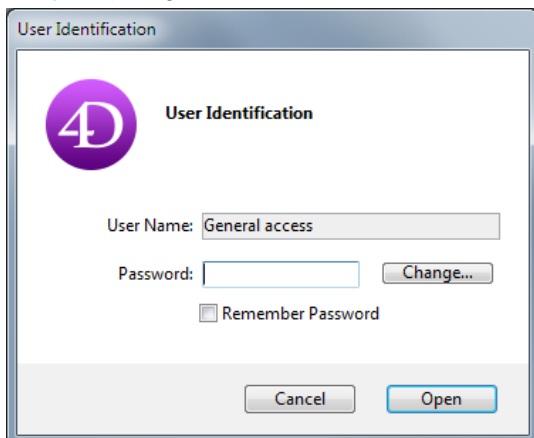 User Identification
4D
User Identification
User Name: General access
Password:
Change...
Remember Password
Cancel
Open